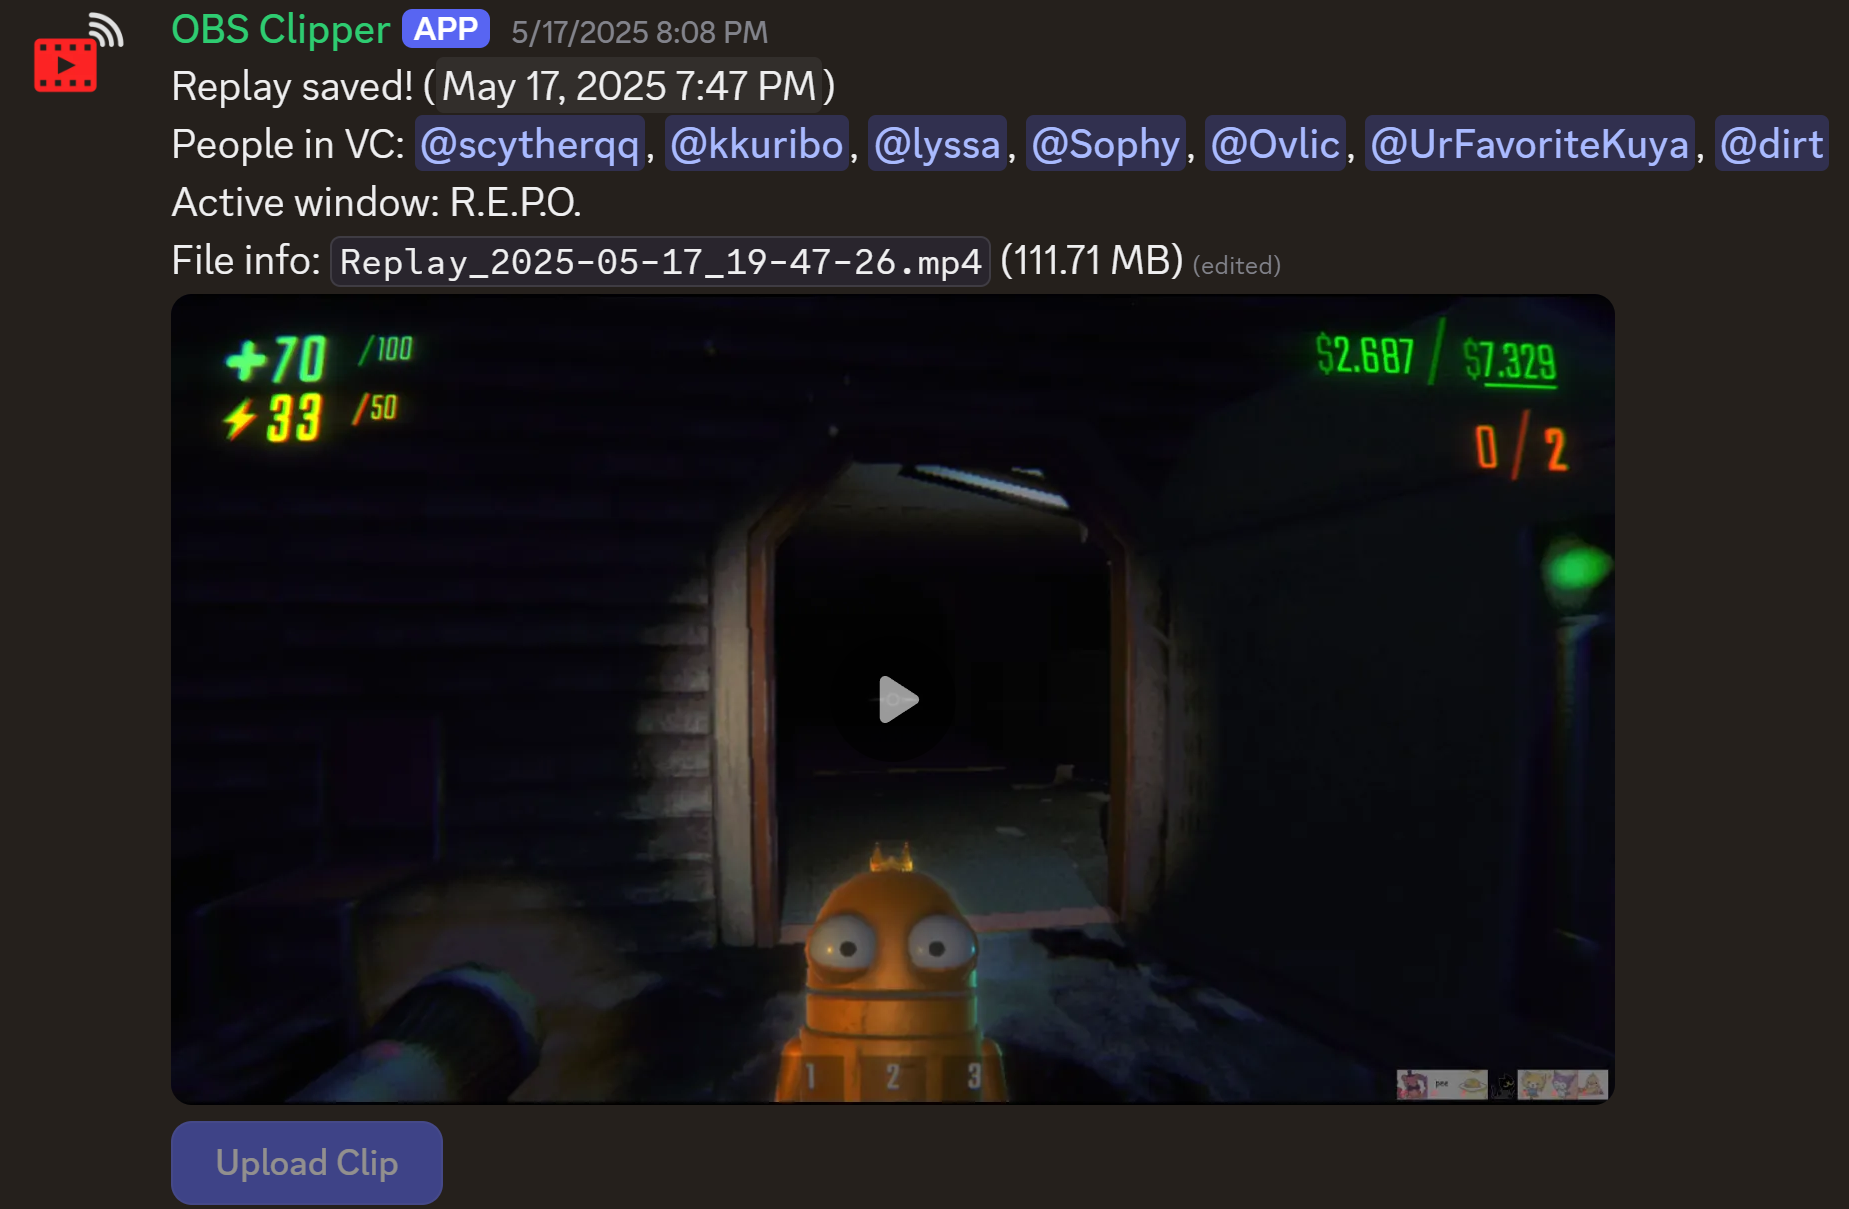 OBS Clipper APP 5/17/2025 8:08 PM
Replay saved! (May 17, 2025 7:47 PM)
People in VC: @scytherqq, @kkuribo, @lyssa, @Sophy, @Ovlic, @UrFavoriteKuya, @dirt
Active window: R.E.P.O.
File info: Replay_2025-05-17_19-47-26.mp4 (111.71 MB) (edited)
+70 /100
$2.687 / $7.329
33 /50
0 / 2
1 2 3
pee
Upload Clip